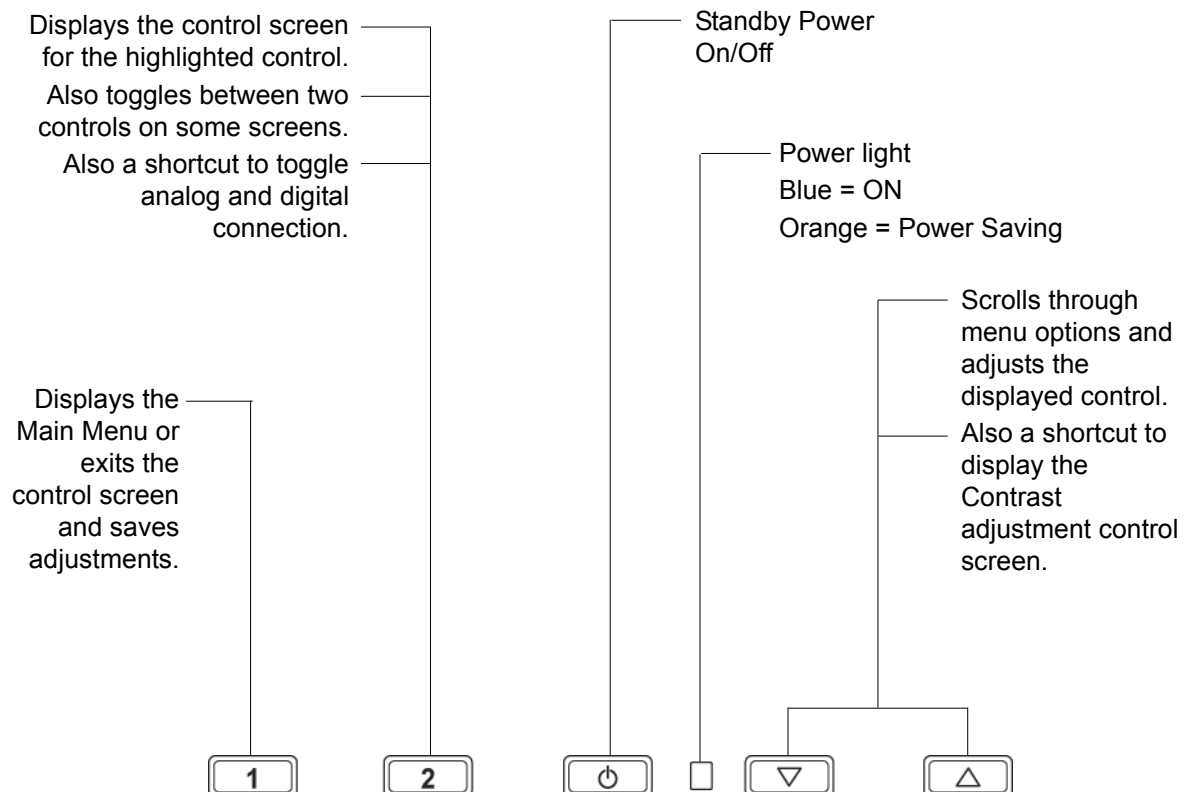 Displays the control screen
for the highlighted control.
Also toggles between two
controls on some screens.
Also a shortcut to toggle
analog and digital
connection.
Standby Power
On/Off
Power light
Blue = ON
Orange = Power Saving
Scrolls through
menu options and
adjusts the
displayed control.
Also a shortcut to
display the
Contrast
adjustment control
screen.
Displays the
Main Menu or
exits the
control screen
and saves
adjustments.
1
2